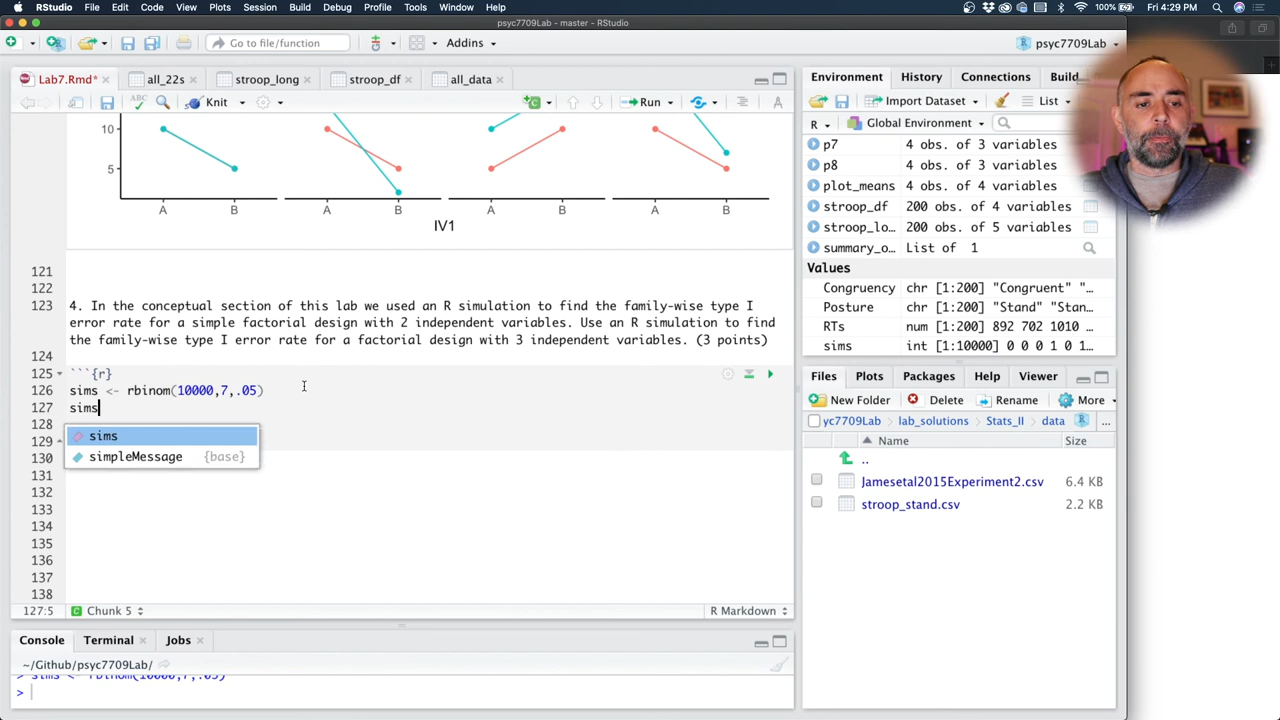 RStudio File Edit Code View Plots Session Build Debug Profile Tools Window Help 100% Fri 4:29 PM
psyc7709Lab - master - RStudio
Go to file/function Addins psyc7709Lab
Lab7.Rmd* all_22s stroop_long stroop_df all_data
ABC Knit Run
10
5
A B A B A B A B
IV1
121
122
123 4. In the conceptual section of this lab we used an R simulation to find the family-wise type I
error rate for a simple factorial design with 2 independent variables. Use an R simulation to find
the family-wise type I error rate for a factorial design with 3 independent variables. (3 points)
124
125 ```{r}
126 sims <- rbinom(10000,7,.05)
127 sims
128
129
130
131
132
133
134
135
136
137
138
sims
simpleMessage {base}
127:5 Chunk 5 R Markdown
Console Terminal Jobs
~/Github/psyc7709Lab/
> sims <- rbinom(10000,7,.05)
>
Environment History Connections Build
Import Dataset List
R Global Environment
p7 4 obs. of 3 variables
p8 4 obs. of 3 variables
plot_means 4 obs. of 4 variables
stroop_df 200 obs. of 4 variables
stroop_lo… 200 obs. of 5 variables
summary_o… List of 1
Values
Congruency chr [1:200] "Congruent" "…
Posture chr [1:200] "Stand" "Stan…
RTs num [1:200] 892 702 1010 …
sims int [1:10000] 0 0 0 1 0 1…
Files Plots Packages Help Viewer
New Folder Delete Rename More
yc7709Lab lab_solutions Stats_II data ...
Name Size
..
Jamesetal2015Experiment2.csv 6.4 KB
stroop_stand.csv 2.2 KB